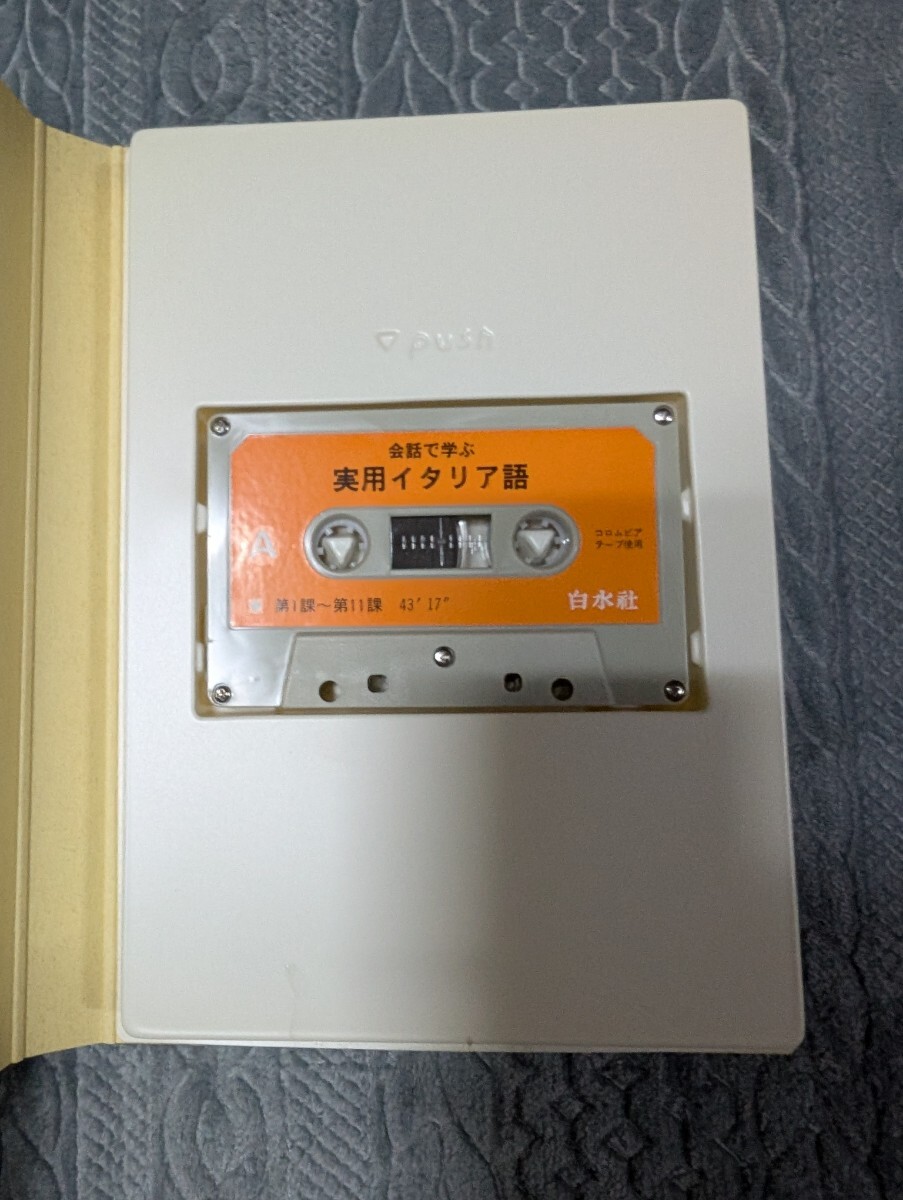 ▽ push
会話で学ぶ
実用イタリア語
A
コロムビア
テープ使用
第1課～第11課 43′17″
白水社